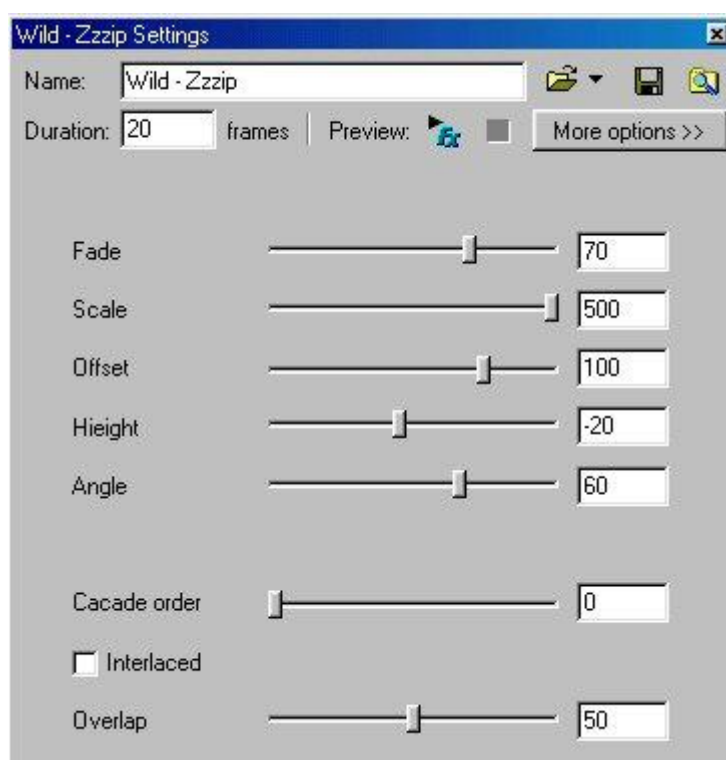 Wild - Zzzip Settings
Name: Wild - Zzzip
Duration: 20 frames Preview: fx More options >>
Fade 70
Scale 500
Offset 100
Hieight -20
Angle 60
Cacade order 0
Interlaced
Overlap 50